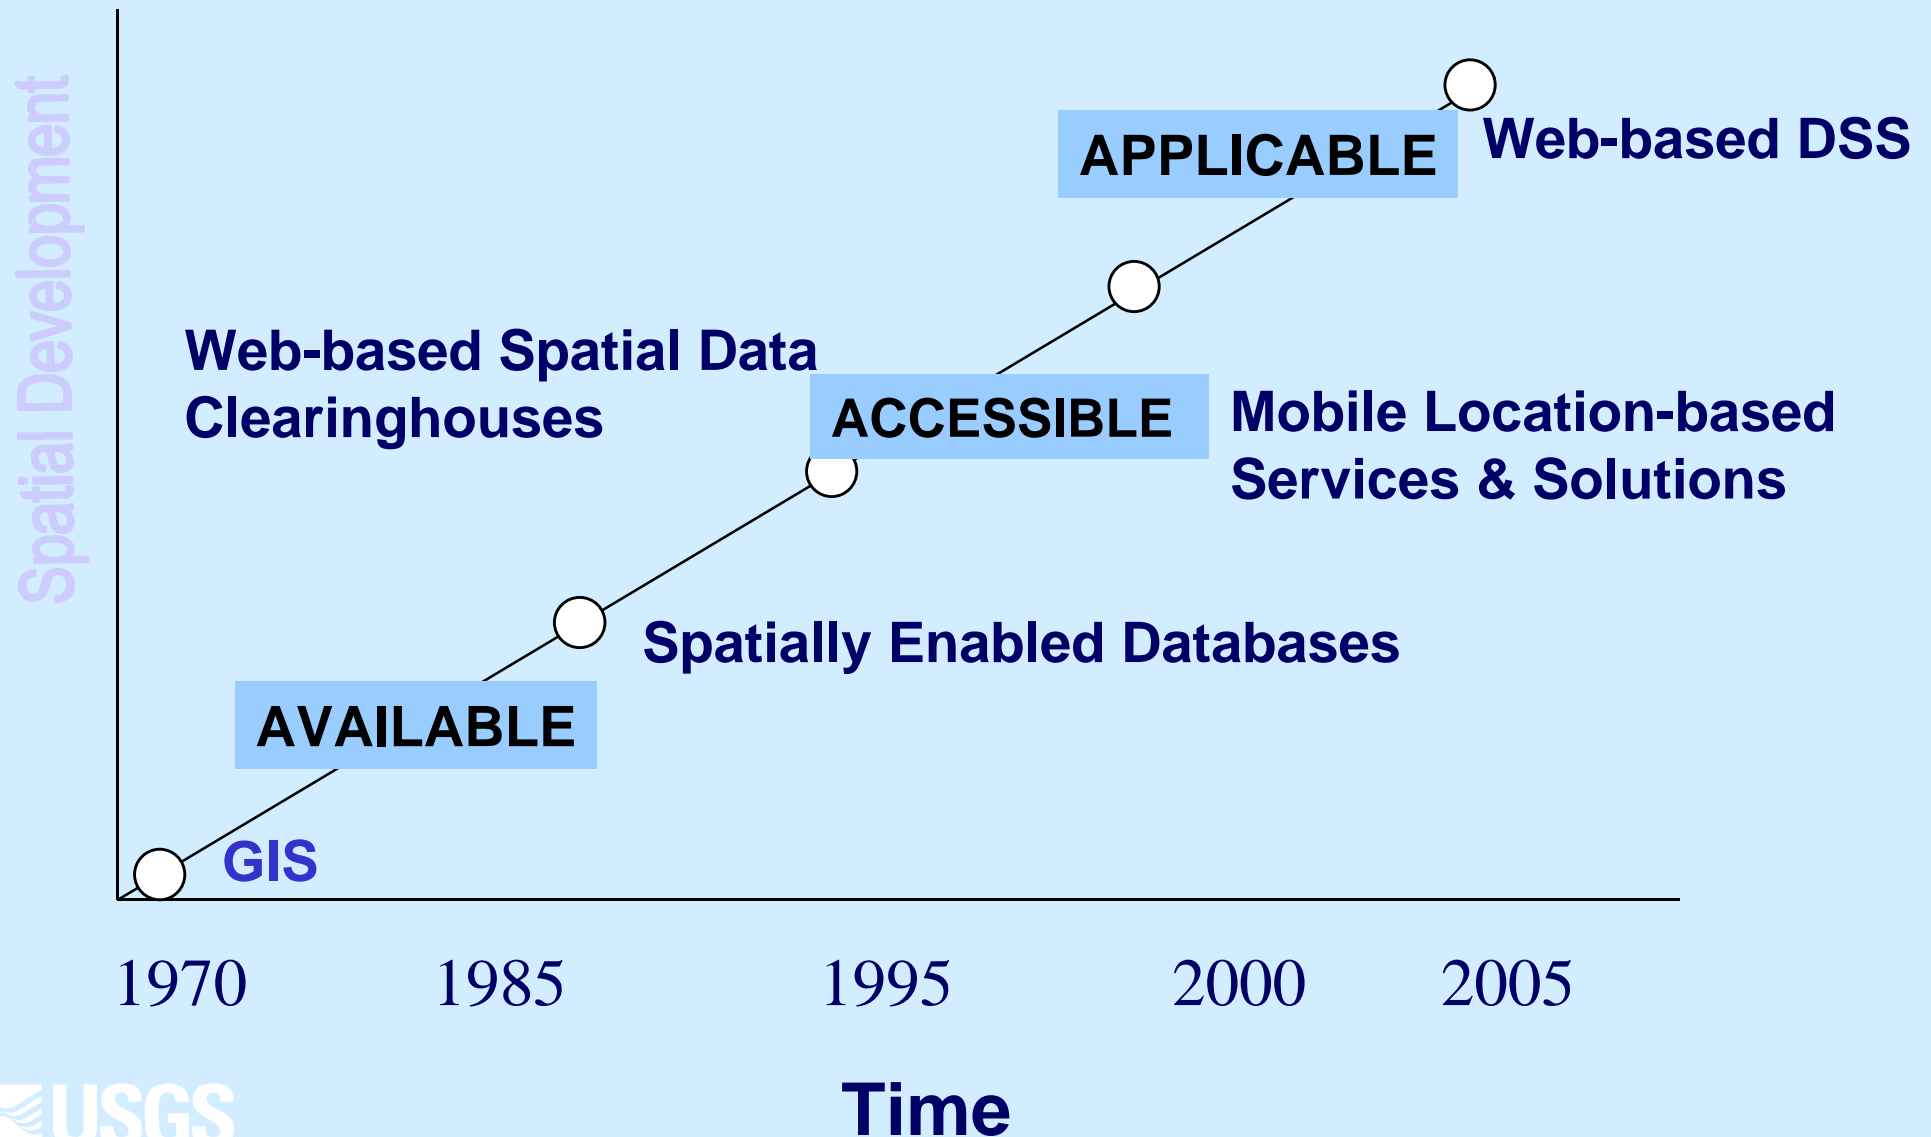 Spatial Development
APPLICABLE
Web-based DSS
Web-based Spatial Data
Clearinghouses
ACCESSIBLE
Mobile Location-based
Services & Solutions
Spatially Enabled Databases
AVAILABLE
GIS
1970 1985 1995 2000 2005
Time
USGS